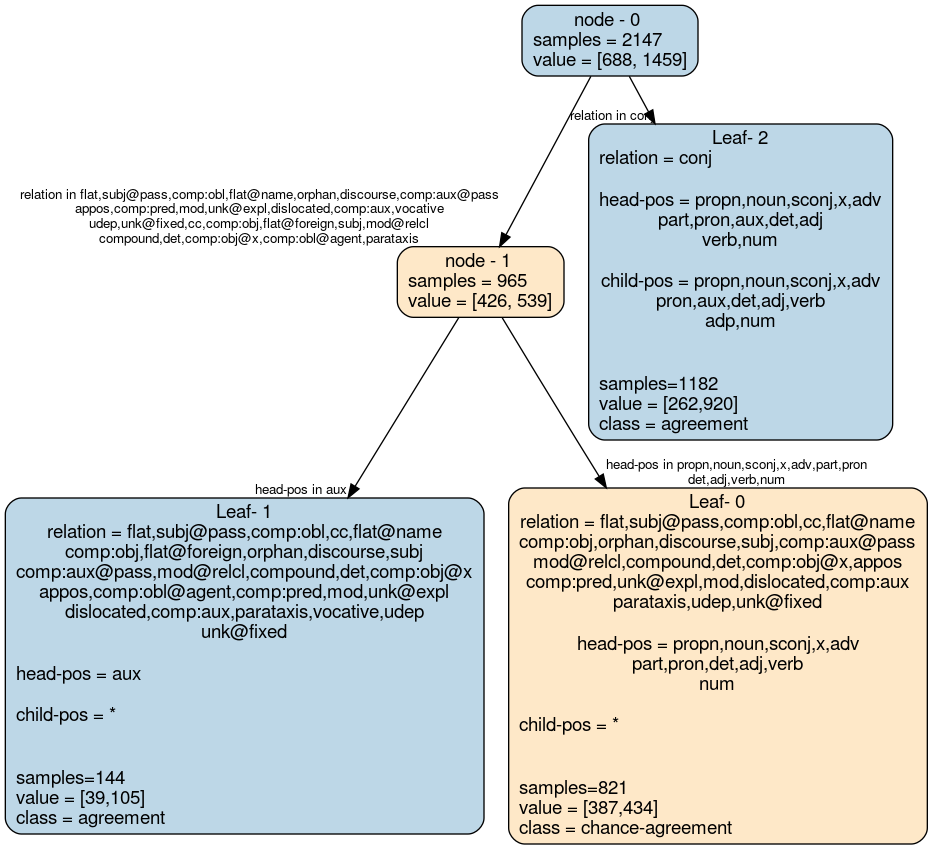 node - 0
samples = 2147
value = [688, 1459]
relation in conj
Leaf- 2
relation = conj
head-pos = propn,noun,sconj,x,adv
part,pron,aux,det,adj
verb,num
child-pos = propn,noun,sconj,x,adv
pron,aux,det,adj,verb
adp,num
samples=1182
value = [262,920]
class = agreement
relation in flat,subj@pass,comp:obl,flat@name,orphan,discourse,comp:aux@pass
appos,comp:pred,mod,unk@expl,dislocated,comp:aux,vocative
udep,unk@fixed,cc,comp:obj,flat@foreign,subj,mod@relcl
compound,det,comp:obj@x,comp:obl@agent,parataxis
node - 1
samples = 965
value = [426, 539]
head-pos in aux
Leaf- 1
relation = flat,subj@pass,comp:obl,cc,flat@name
comp:obj,flat@foreign,orphan,discourse,subj
comp:aux@pass,mod@relcl,compound,det,comp:obj@x
appos,comp:obl@agent,comp:pred,mod,unk@expl
dislocated,comp:aux,parataxis,vocative,udep
unk@fixed
head-pos = aux
child-pos = *
samples=144
value = [39,105]
class = agreement
head-pos in propn,noun,sconj,x,adv,part,pron
det,adj,verb,num
Leaf- 0
relation = flat,subj@pass,comp:obl,cc,flat@name
comp:obj,orphan,discourse,subj,comp:aux@pass
mod@relcl,compound,det,comp:obj@x,appos
comp:pred,unk@expl,mod,dislocated,comp:aux
parataxis,udep,unk@fixed
head-pos = propn,noun,sconj,x,adv
part,pron,det,adj,verb
num
child-pos = *
samples=821
value = [387,434]
class = chance-agreement